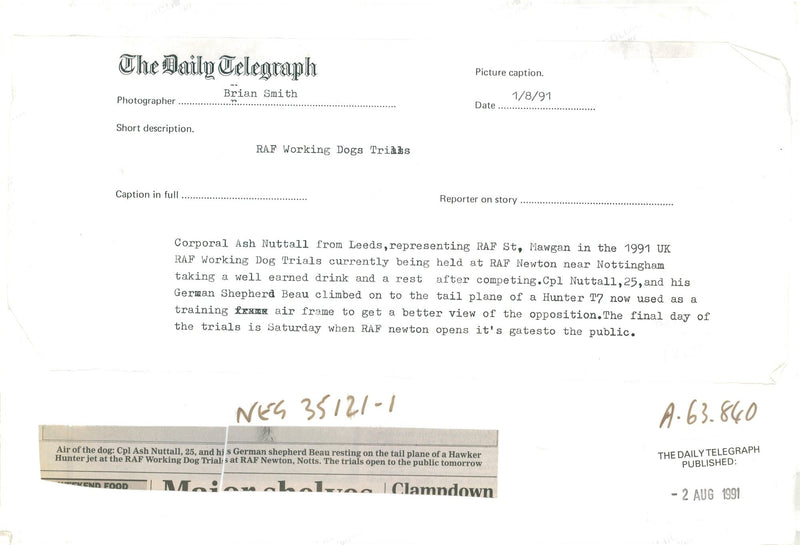 The Daily Telegraph
Picture caption.
Brian Smith
1/8/91
Photographer
Date
Short description.
RAF Working Dogs Trials
Caption in full
Reporter on story
Corporal Ash Nuttall from Leeds,representing RAF St, Mawgan in the 1991 UK
RAF Working Dog Trials currently being held at RAF Newton near Nottingham
taking a well earned drink and a rest after competing.Cpl Nuttall,25,and his
German Shepherd Beau climbed on to the tail plane of a Hunter T7 now used as a
training air frame to get a better view of the opposition.The final day of
the trials is Saturday when RAF newton opens it's gatesto the public.
NEG 35121-1
A.63.840
Air of the dog: Cpl Ash Nuttall, 25, and his German shepherd Beau resting on the tail plane of a Hawker
Hunter jet at the RAF Working Dog Trials at RAF Newton, Notts. The trials open to the public tomorrow
WEEKEND FOOD
Major shelves
Clampdown
THE DAILY TELEGRAPH
PUBLISHED:
- 2 AUG 1991